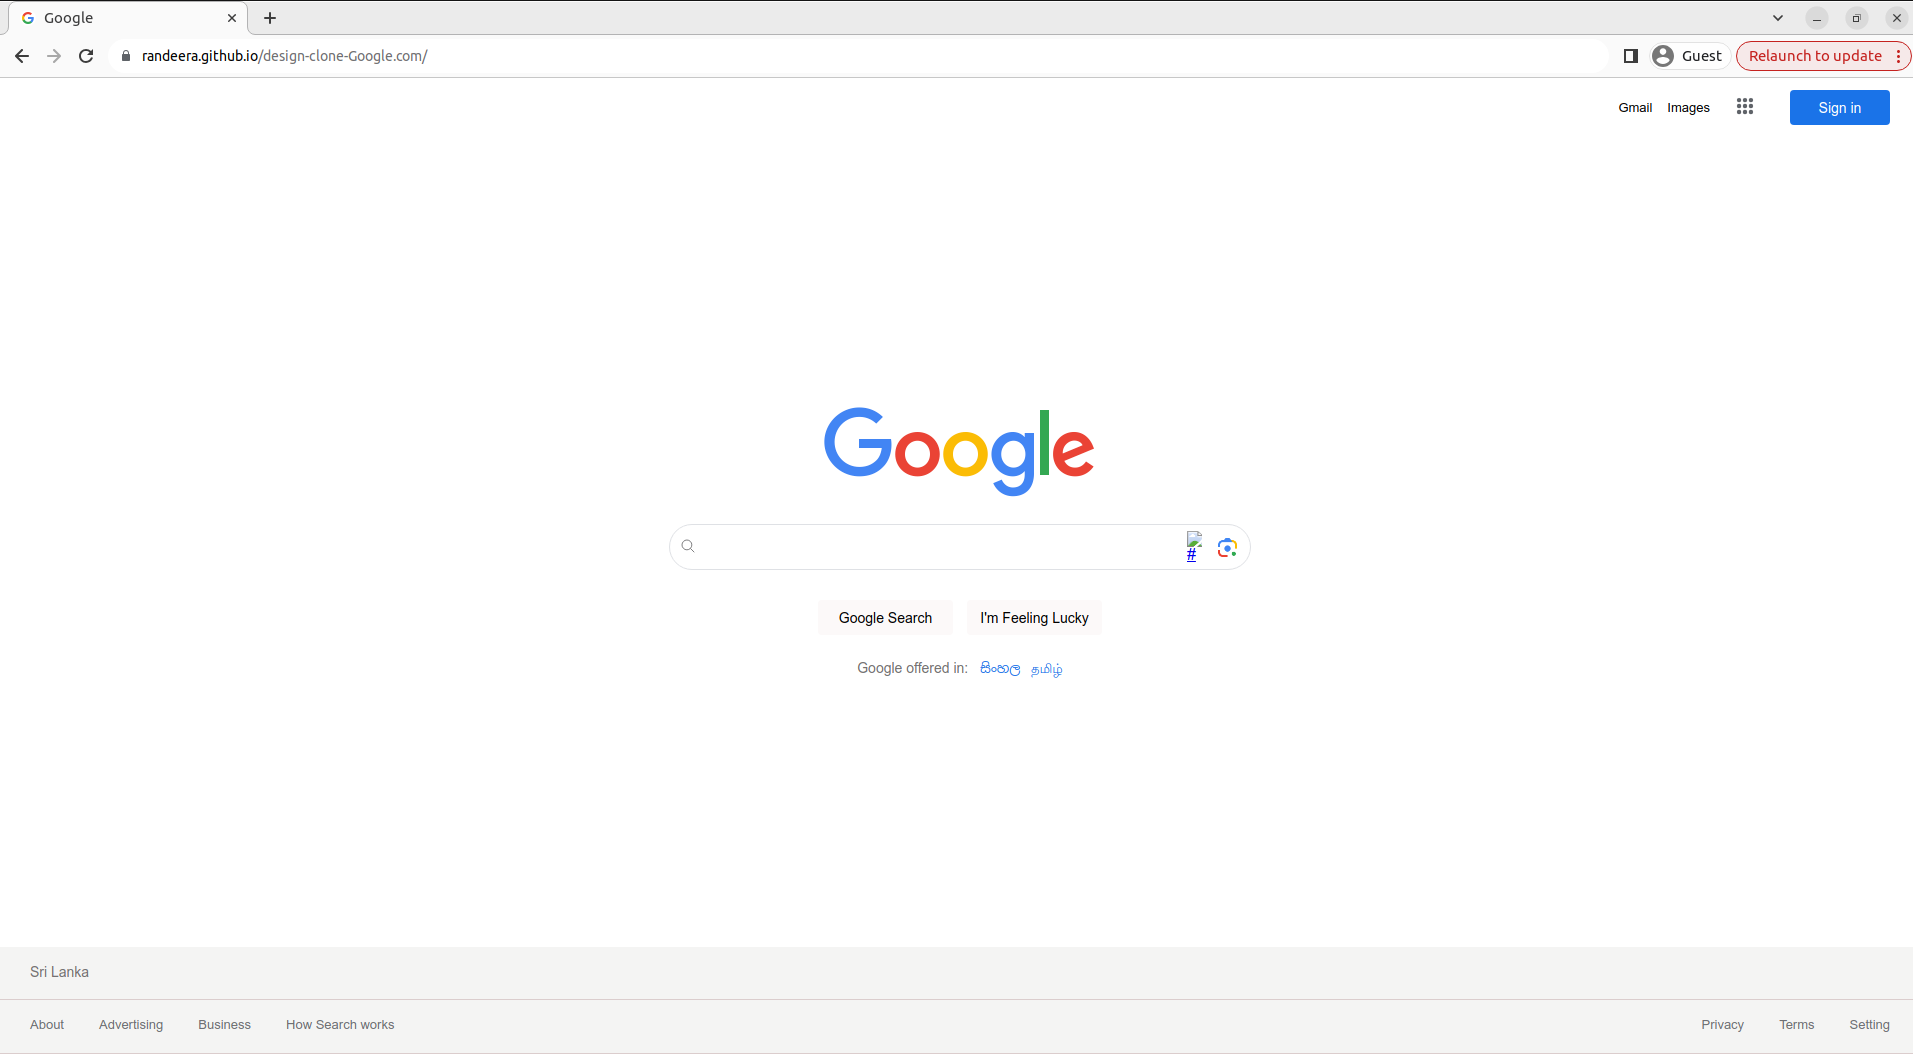 Google
randeera.github.io/design-clone-Google.com/
Guest
Relaunch to update
Gmail Images
Sign in
Google
#
Google Search I'm Feeling Lucky
Google offered in: සිංහල தமிழ்
Sri Lanka
About Advertising Business How Search works
Privacy Terms Setting